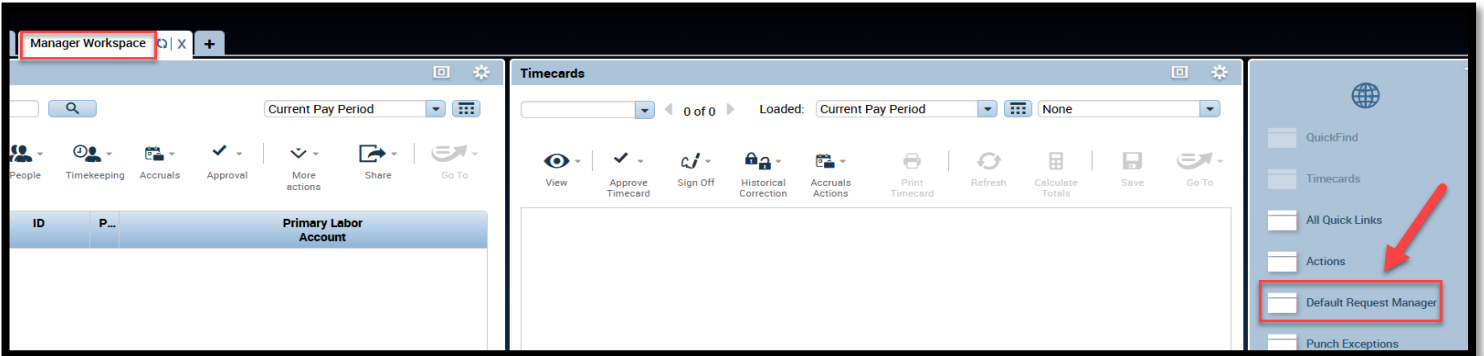 Manager Workspace X +
Current Pay Period
People Timekeeping Accruals Approval More actions Share Go To
ID P... Primary Labor Account
Timecards
0 of 0 Loaded: Current Pay Period None
View Approve Timecard Sign Off Historical Correction Accruals Actions Print Timecard Refresh Calculate Totals Save Go To
QuickFind
Timecards
All Quick Links
Actions
Default Request Manager
Punch Exceptions